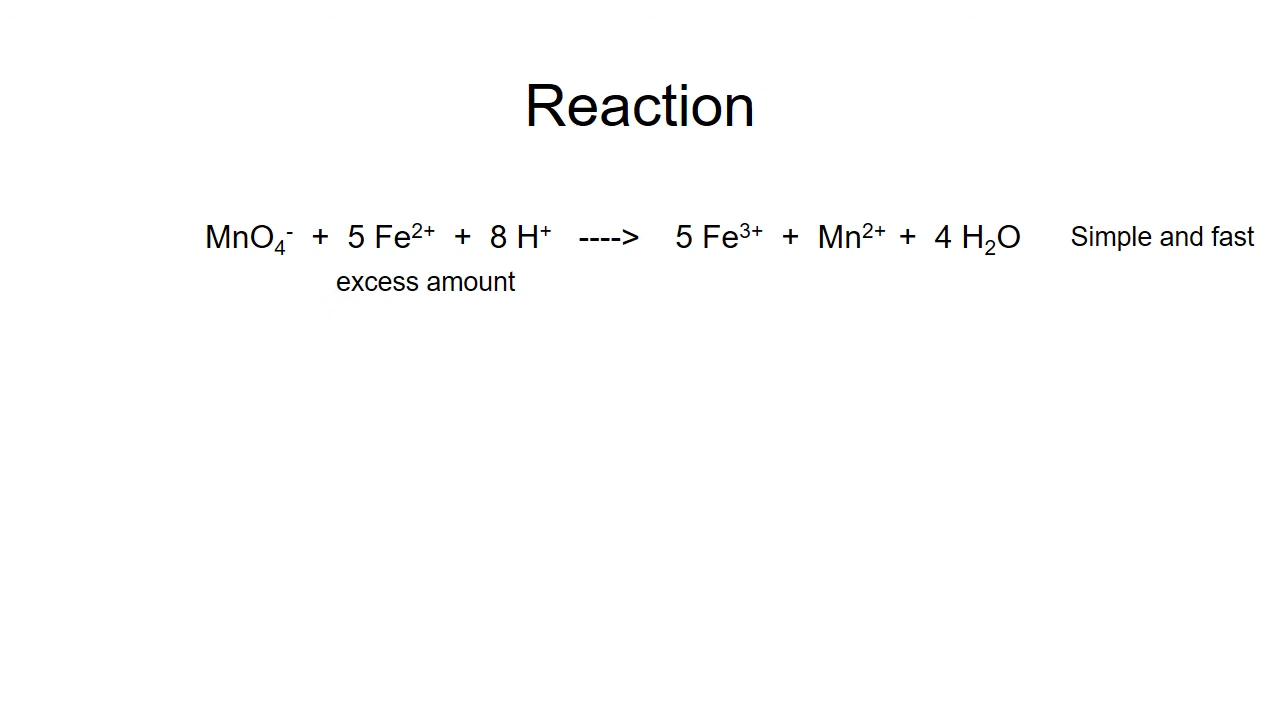 Reaction
MnO₄⁻ + 5 Fe²⁺ + 8 H⁺ ----> 5 Fe³⁺ + Mn²⁺ + 4 H₂O Simple and fast
excess amount